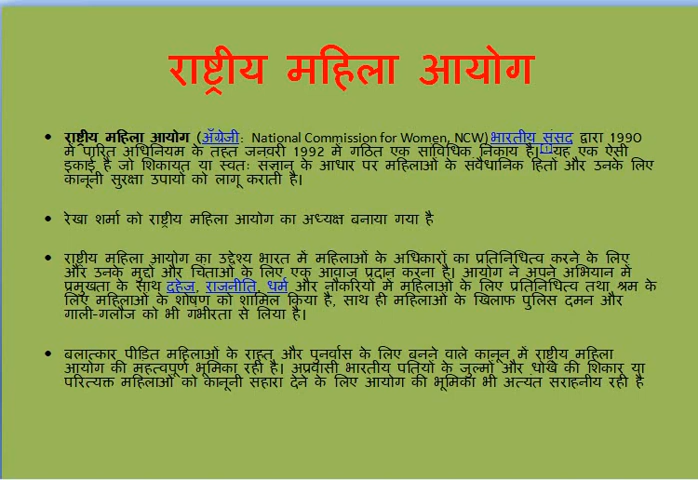 राष्ट्रीय महिला आयोग
• राष्ट्रीय महिला आयोग (अँग्रेजी: National Commission for Women, NCW) भारतीय संसद द्वारा 1990
में पारित अधिनियम के तहत जनवरी 1992 में गठित एक सांविधिक निकाय है।[1] यह एक ऐसी
इकाई है जो शिकायत या स्वतः संज्ञान के आधार पर महिलाओं के संवैधानिक हितों और उनके लिए
कानूनी सुरक्षा उपायों को लागू कराती है।
• रेखा शर्मा को राष्ट्रीय महिला आयोग का अध्यक्ष बनाया गया है
• राष्ट्रीय महिला आयोग का उद्देश्य भारत में महिलाओं के अधिकारों का प्रतिनिधित्व करने के लिए
और उनके मुद्दों और चिंताओं के लिए एक आवाज प्रदान करना है। आयोग ने अपने अभियान में
प्रमुखता के साथ दहेज, राजनीति, धर्म और नौकरियों में महिलाओं के लिए प्रतिनिधित्व तथा श्रम के
लिए महिलाओं के शोषण को शामिल किया है, साथ ही महिलाओं के खिलाफ पुलिस दमन और
गाली-गलौज को भी गंभीरता से लिया है।
• बलात्कार पीड़ित महिलाओं के राहत और पुनर्वास के लिए बनने वाले कानून में राष्ट्रीय महिला
आयोग की महत्वपूर्ण भूमिका रही है। अप्रवासी भारतीय पतियों के जुल्मों और धोखे की शिकार या
परित्यक्त महिलाओं को कानूनी सहारा देने के लिए आयोग की भूमिका भी अत्यंत सराहनीय रही है